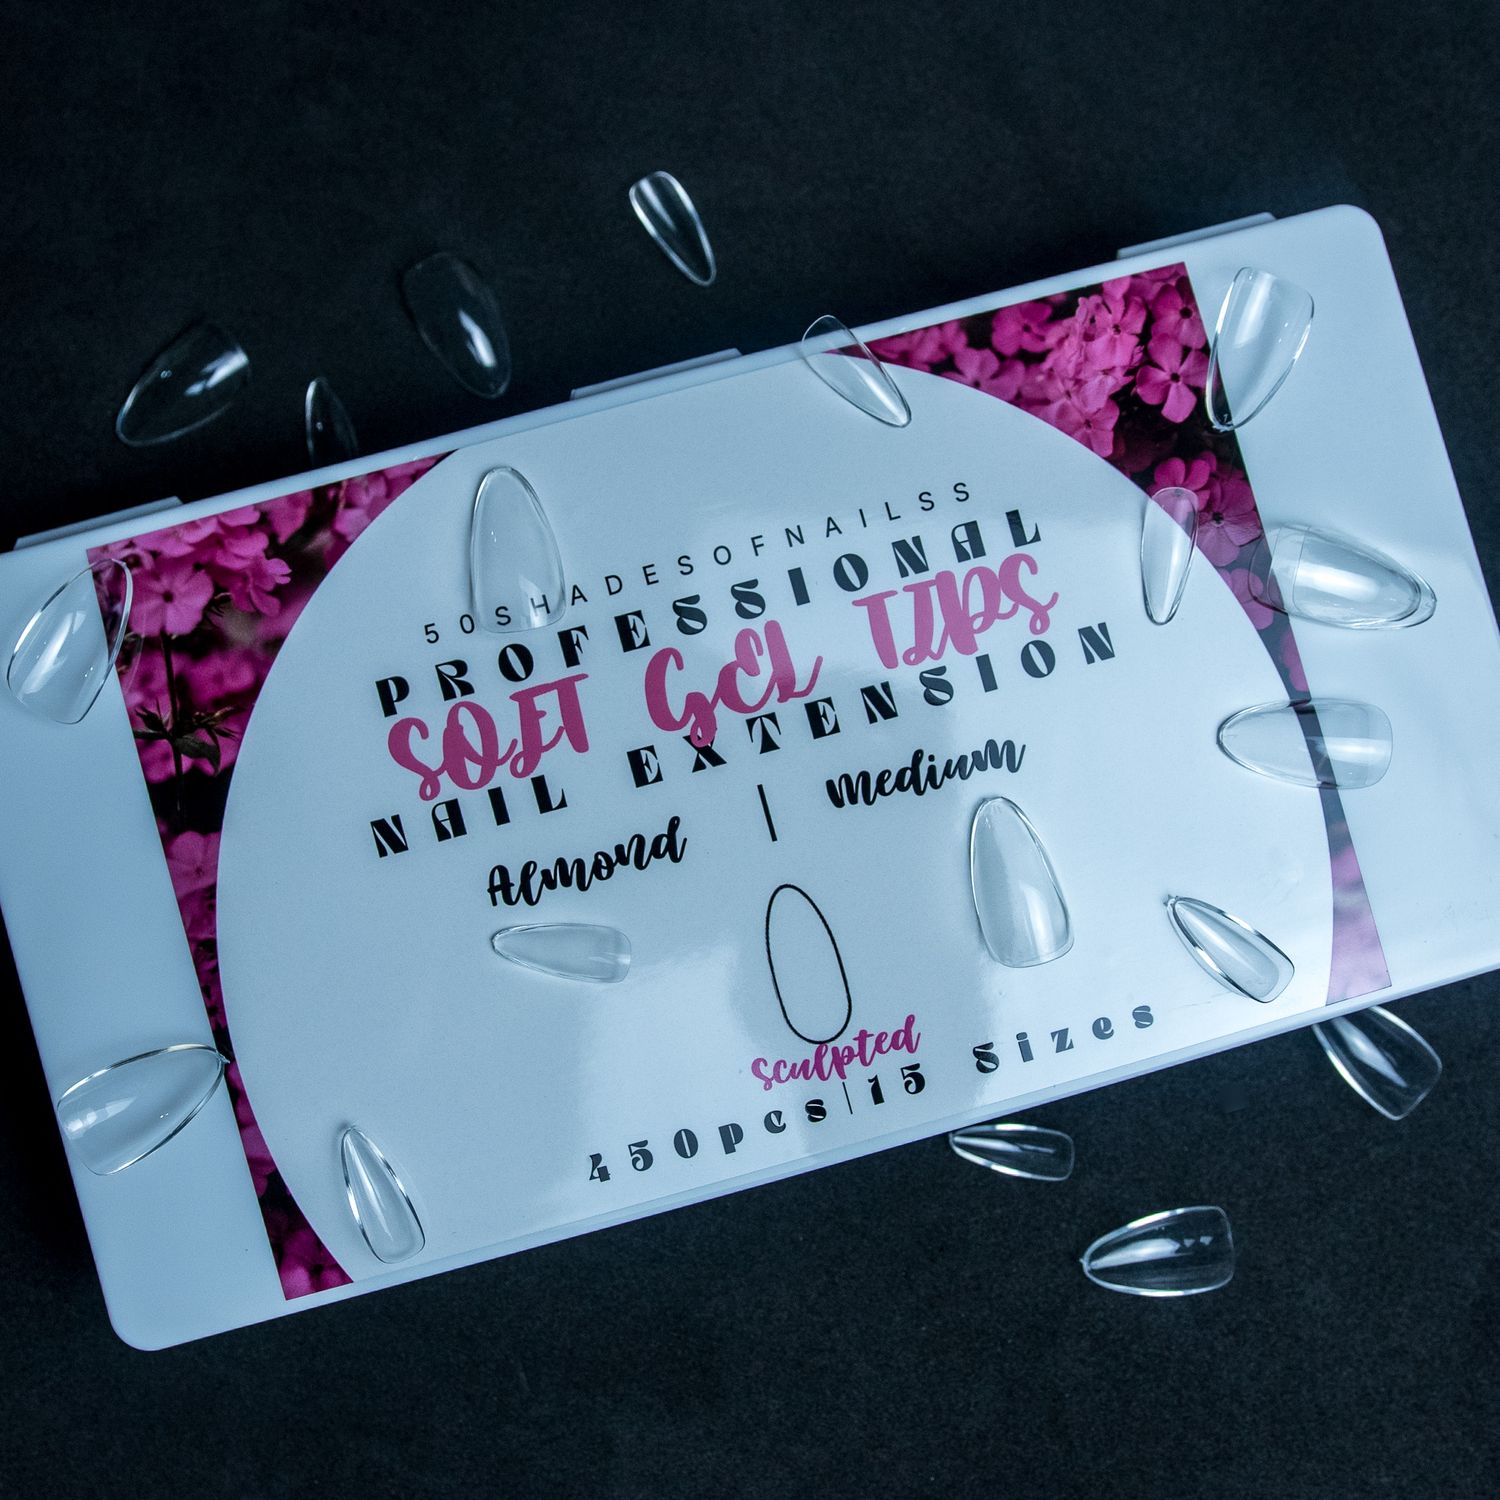 50SHADESOFNAILSS
PROFESSIONAL
SOFT GEL TIPS
NAIL EXTENSION
Almond | Medium
Sculpted
450pcs|15 Sizes